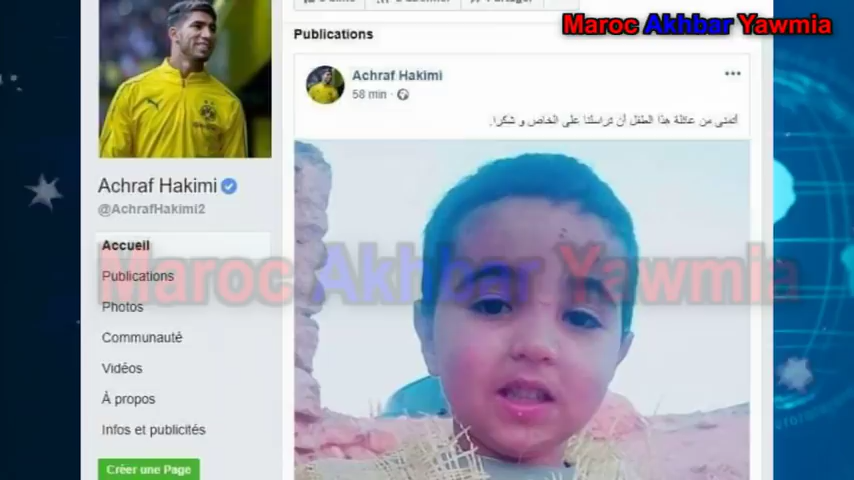 Maroc Akhbar Yawmia
Publications
Achraf Hakimi
58 min
أتمنى من عائلة هذا الطفل أن تراسلنا على الخاص و شكرا.
Achraf Hakimi
@AchrafHakimi2
Accueil
Publications
Photos
Communauté
Vidéos
À propos
Infos et publicités
Créer une Page
Maroc Akhbar Yawmia